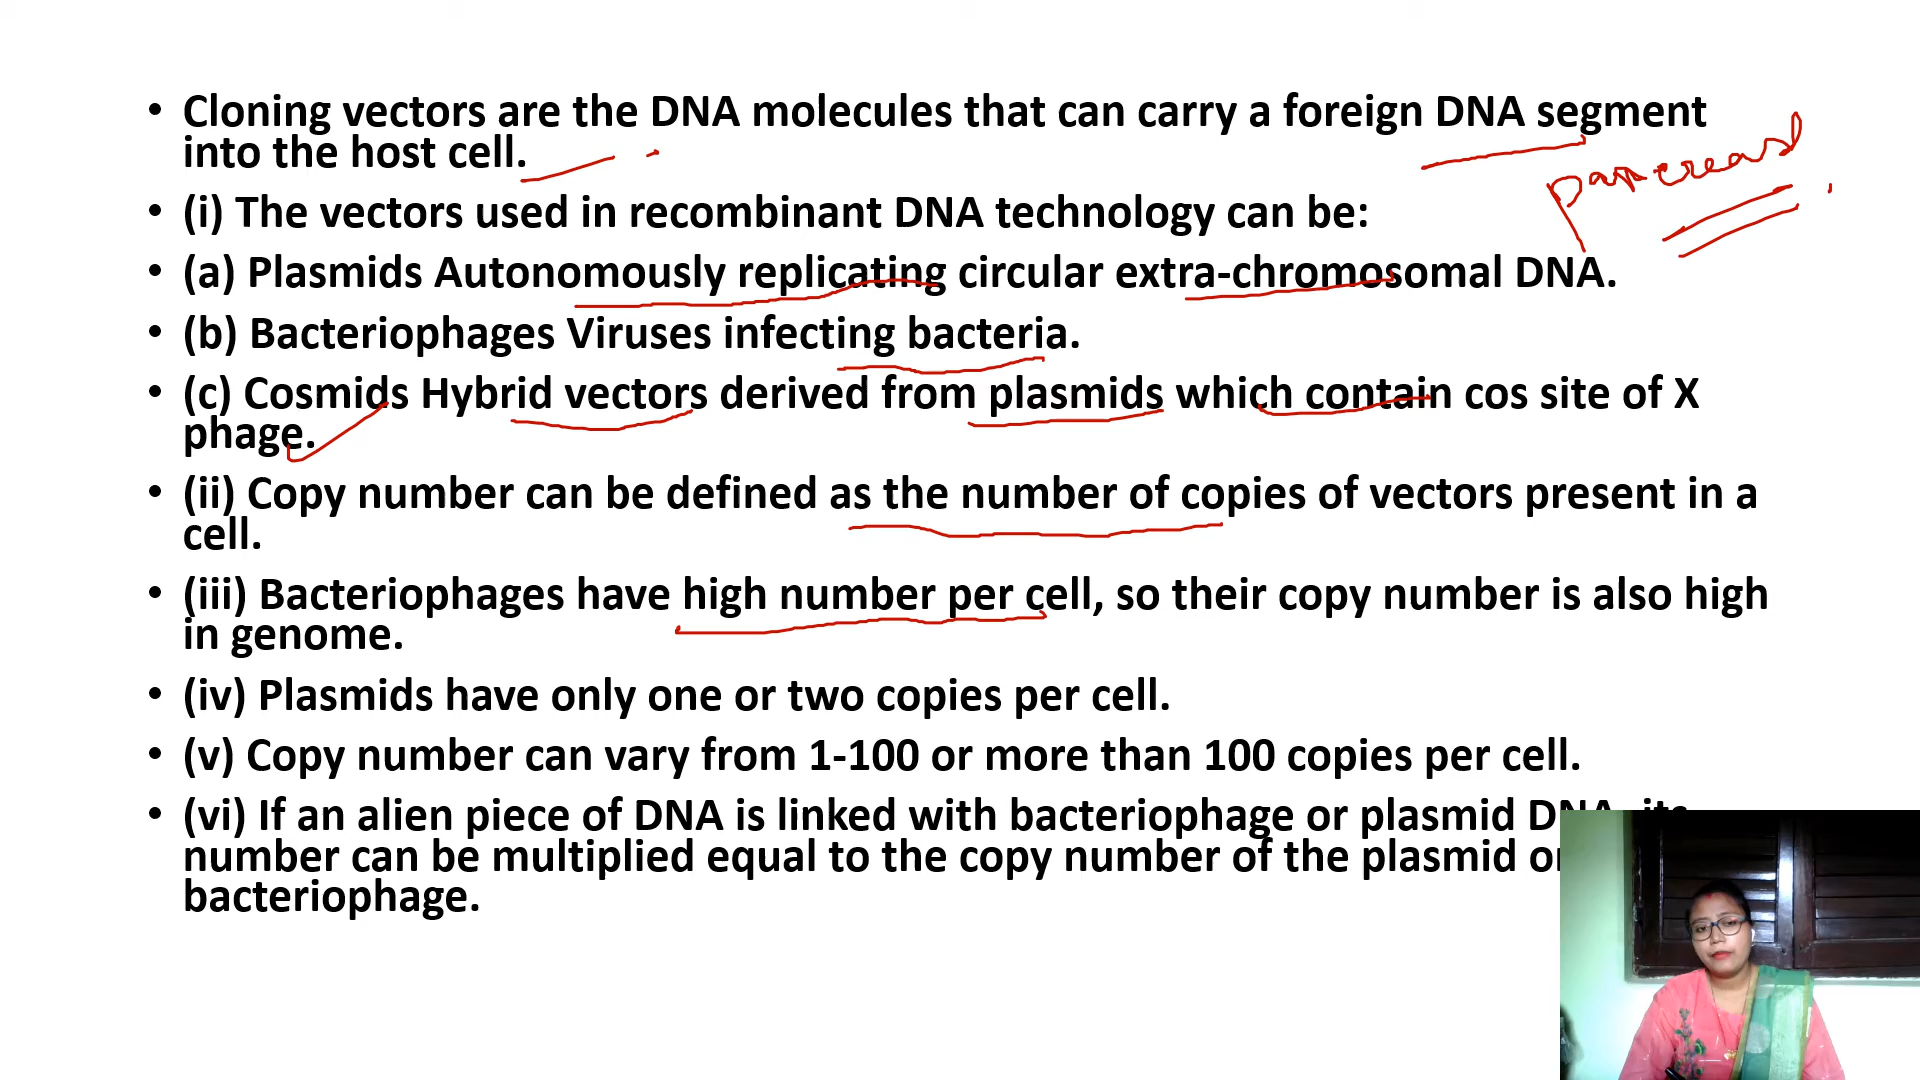 • Cloning vectors are the DNA molecules that can carry a foreign DNA segment
into the host cell.
• (i) The vectors used in recombinant DNA technology can be:
• (a) Plasmids Autonomously replicating circular extra-chromosomal DNA.
• (b) Bacteriophages Viruses infecting bacteria.
• (c) Cosmids Hybrid vectors derived from plasmids which contain cos site of X
phage.
• (ii) Copy number can be defined as the number of copies of vectors present in a
cell.
• (iii) Bacteriophages have high number per cell, so their copy number is also high
in genome.
• (iv) Plasmids have only one or two copies per cell.
• (v) Copy number can vary from 1-100 or more than 100 copies per cell.
• (vi) If an alien piece of DNA is linked with bacteriophage or plasmid DNA, its
number can be multiplied equal to the copy number of the plasmid or
bacteriophage.